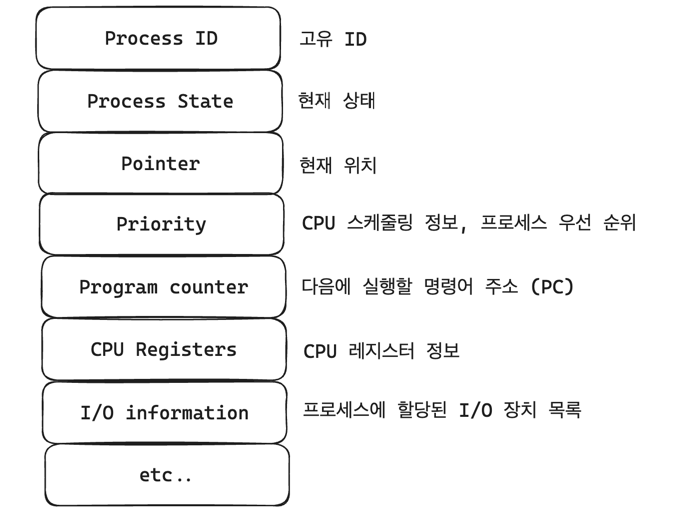 Process ID 고유 ID
Process State 현재 상태
Pointer 현재 위치
Priority CPU 스케줄링 정보, 프로세스 우선 순위
Program counter 다음에 실행할 명령어 주소 (PC)
CPU Registers CPU 레지스터 정보
I/O information 프로세스에 할당된 I/O 장치 목록
etc..